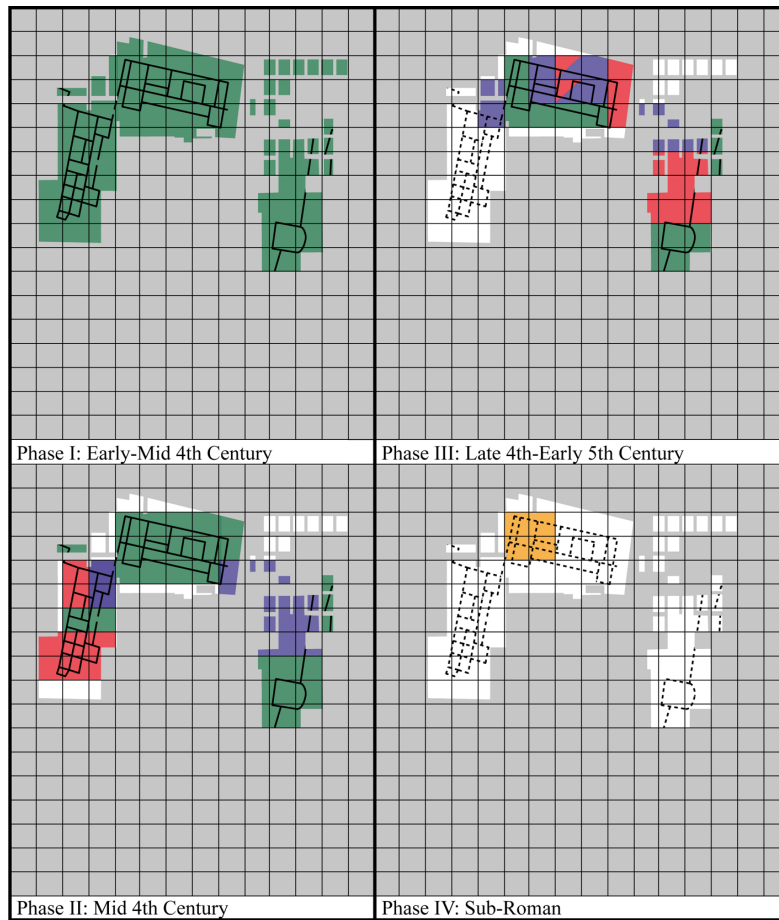 Phase I: Early-Mid 4th Century
Phase III: Late 4th-Early 5th Century
Phase II: Mid 4th Century
Phase IV: Sub-Roman